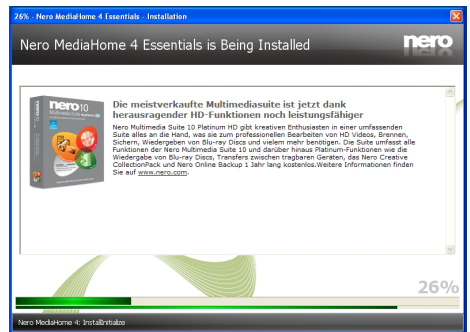 26% - Nero MediaHome 4 Essentials - Installation
Nero MediaHome 4 Essentials is Being Installed
nero
nero 10
Die meistverkaufte Multimediasuite ist jetzt dank
herausragender HD-Funktionen noch leistungsfähiger
Nero Multimedia Suite 10 Platinum HD gibt kreativen Enthusiasten in einer umfassenden
Suite alles an die Hand, was sie zum professionellen Bearbeiten von HD Videos, Brennen,
Sichern, Wiedergeben von Blu-ray Discs und vielem mehr benötigen. Die Suite umfasst alle
Funktionen der Nero Multimedia Suite 10 und darüber hinaus Platinum-Funktionen wie die
Wiedergabe von Blu-ray Discs, Transfers zwischen tragbaren Geräten, das Nero Creative
CollectionPack und Nero Online Backup 1 Jahr lang kostenlos.Weitere Informationen finden
Sie auf www.nero.com.
26%
Nero MediaHome 4: InstallInitialize